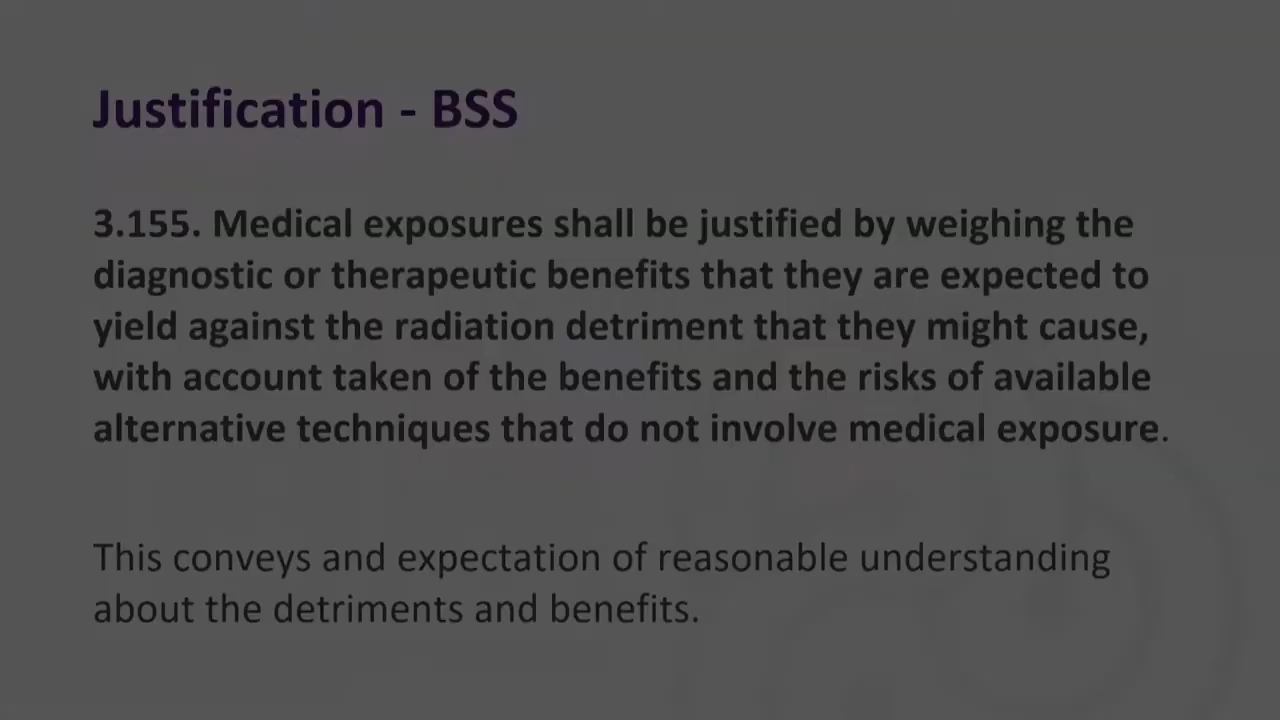 Justification - BSS
3.155. Medical exposures shall be justified by weighing the
diagnostic or therapeutic benefits that they are expected to
yield against the radiation detriment that they might cause,
with account taken of the benefits and the risks of available
alternative techniques that do not involve medical exposure.
This conveys and expectation of reasonable understanding
about the detriments and benefits.